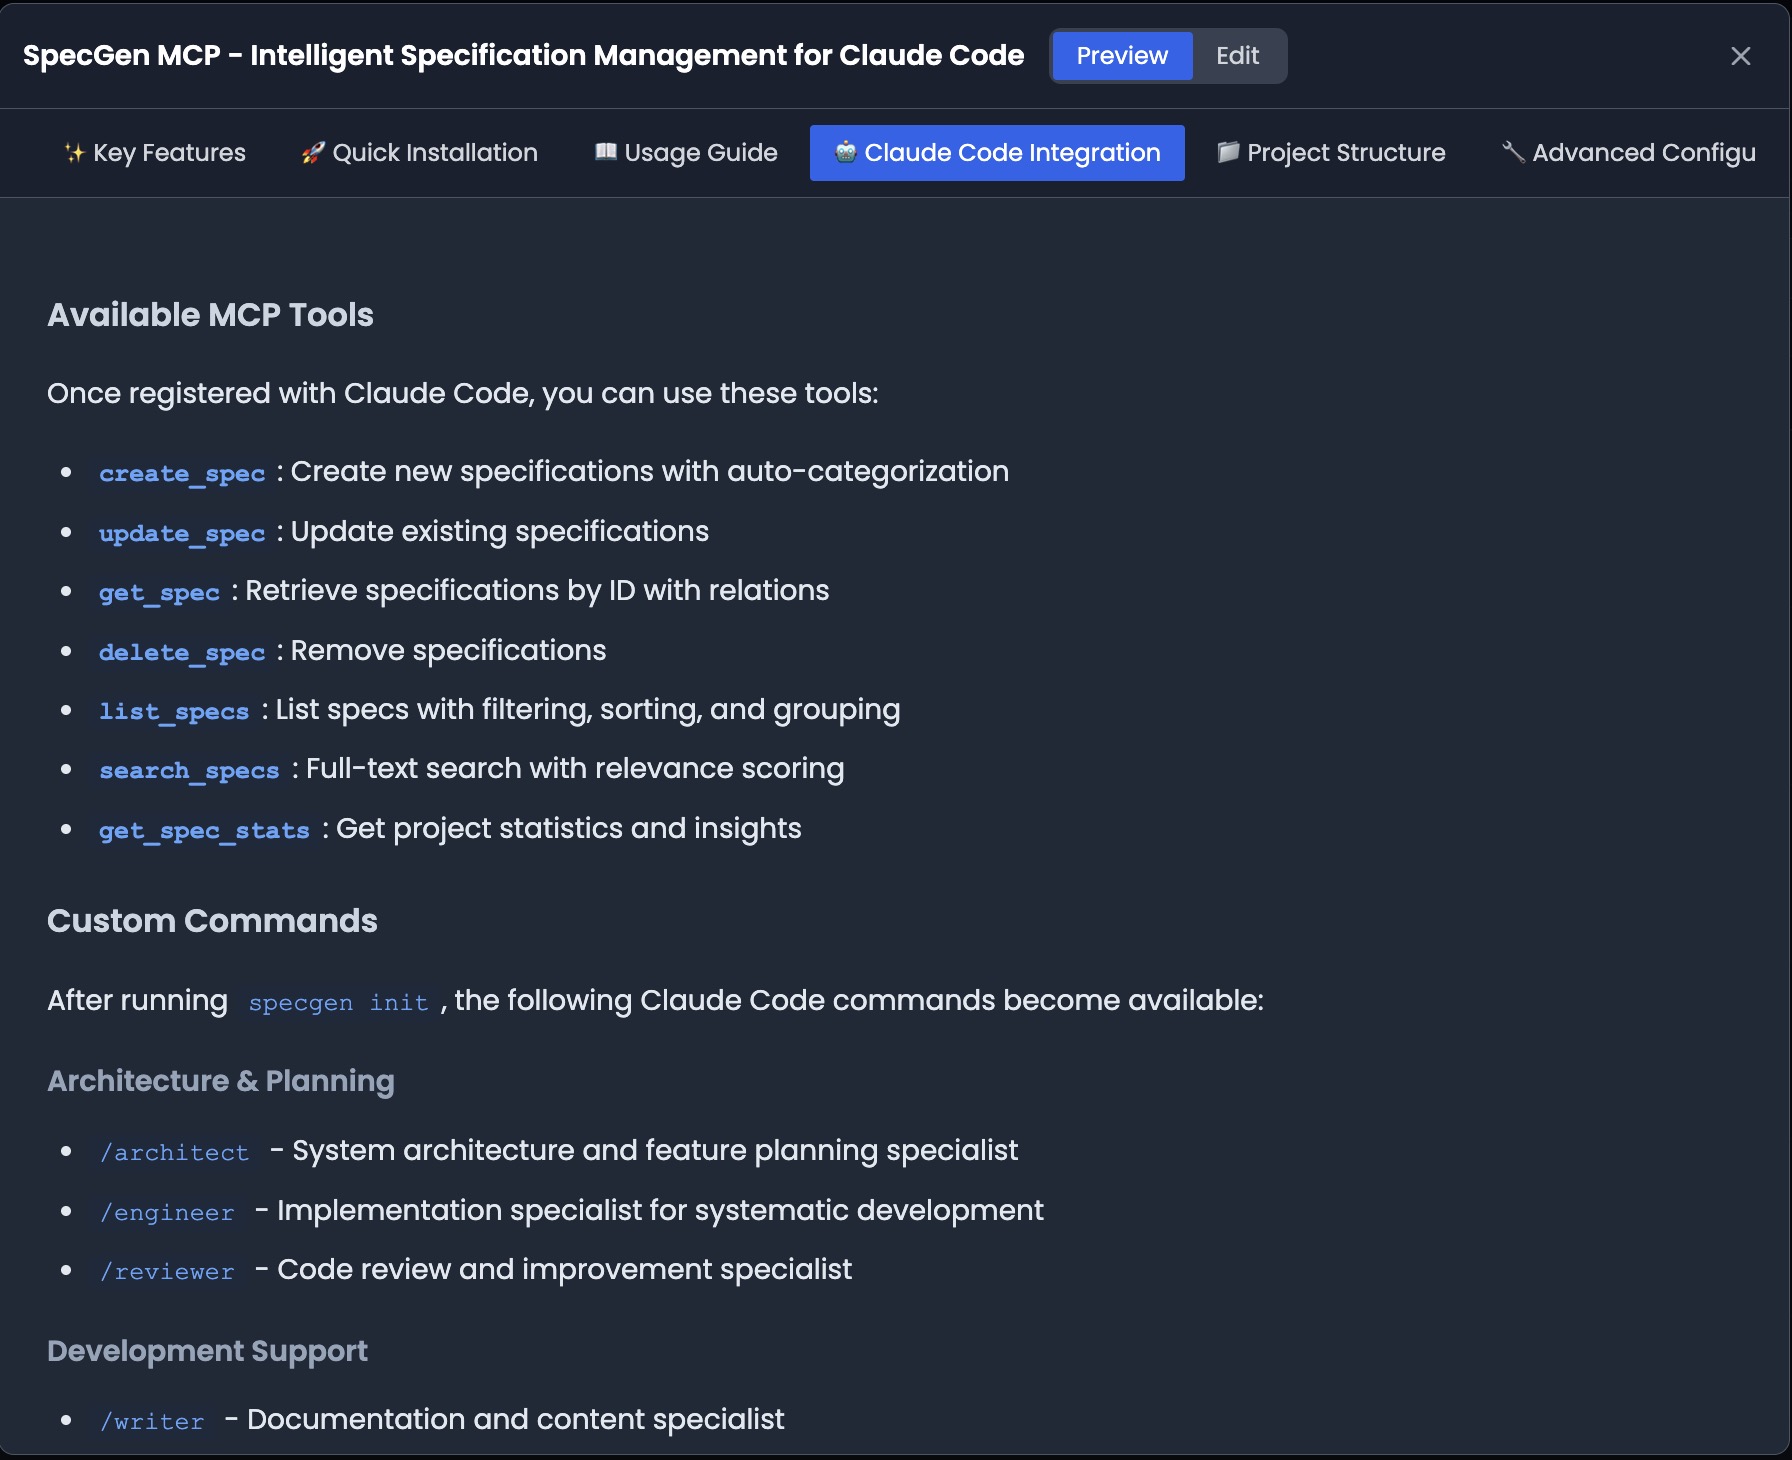 SpecGen MCP - Intelligent Specification Management for Claude Code
Preview
Edit
Key Features
Quick Installation
Usage Guide
Claude Code Integration
Project Structure
Advanced Configu
Available MCP Tools
Once registered with Claude Code, you can use these tools:
create_spec : Create new specifications with auto-categorization
update_spec : Update existing specifications
get_spec : Retrieve specifications by ID with relations
delete_spec : Remove specifications
list_specs : List specs with filtering, sorting, and grouping
search_specs : Full-text search with relevance scoring
get_spec_stats : Get project statistics and insights
Custom Commands
After running specgen init , the following Claude Code commands become available:
Architecture & Planning
/architect - System architecture and feature planning specialist
/engineer - Implementation specialist for systematic development
/reviewer - Code review and improvement specialist
Development Support
/writer - Documentation and content specialist